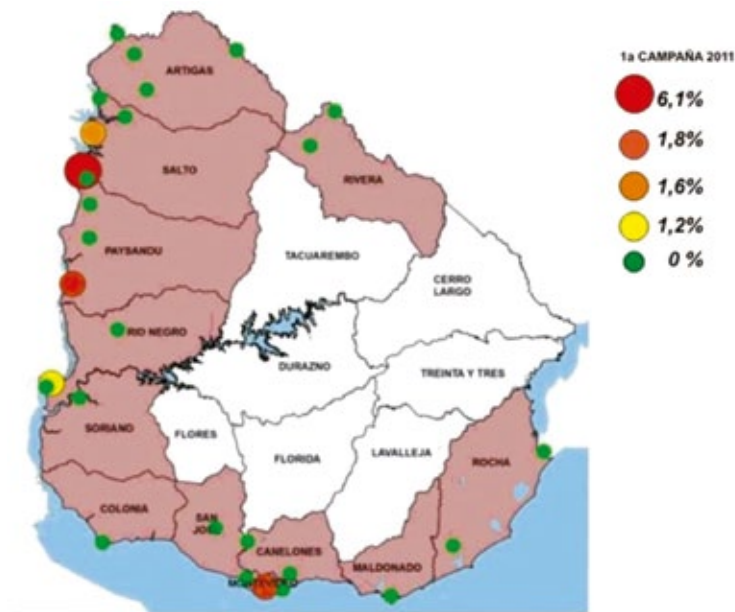 1a CAMPAÑA 2011
6,1%
1,8%
1,6%
1,2%
0 %
ARTIGAS
SALTO
RIVERA
PAYSANDU
TACUAREMBO
CERRO
LARGO
RIO NEGRO
DURAZNO
TREINTA Y TRES
SORIANO
FLORES
FLORIDA
LAVALLEJA
ROCHA
COLONIA
SAN
JOSE
CANELONES
MALDONADO
MONTEVIDEO